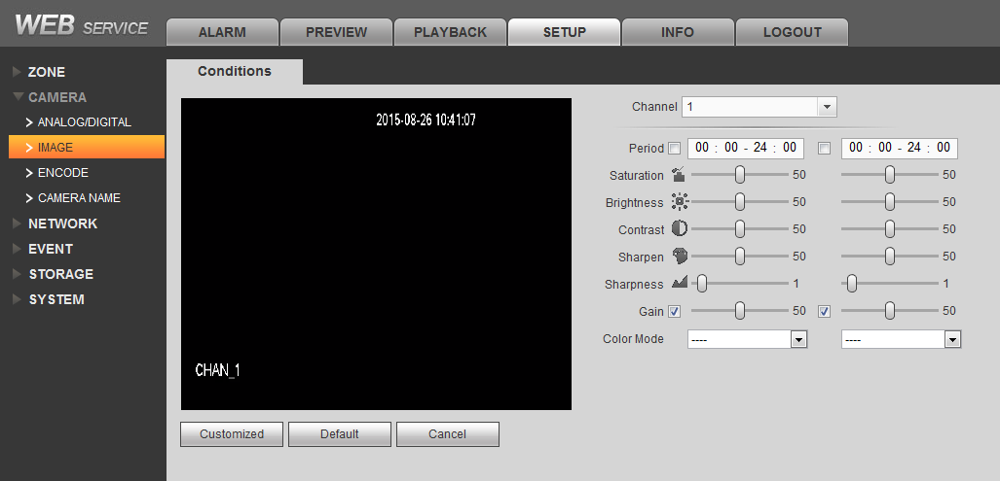 WEB SERVICE
ALARM PREVIEW PLAYBACK SETUP INFO LOGOUT
ZONE
CAMERA
ANALOG/DIGITAL
IMAGE
ENCODE
CAMERA NAME
NETWORK
EVENT
STORAGE
SYSTEM
Conditions
2015-08-26 10:41:07
CHAN_1
Customized Default Cancel
Channel 1
Period 00 : 00 - 24 : 00 00 : 00 - 24 : 00
Saturation 50 50
Brightness 50 50
Contrast 50 50
Sharpen 50 50
Sharpness 1 1
Gain 50 50
Color Mode ---- ----